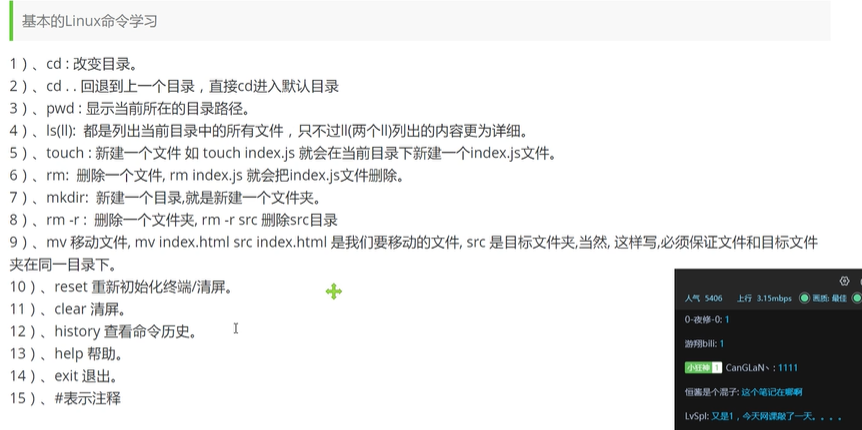 基本的Linux命令学习
1）、cd : 改变目录。
2）、cd . . 回退到上一个目录，直接cd进入默认目录
3）、pwd : 显示当前所在的目录路径。
4）、ls(ll): 都是列出当前目录中的所有文件，只不过ll(两个ll)列出的内容更为详细。
5）、touch : 新建一个文件 如 touch index.js 就会在当前目录下新建一个index.js文件。
6）、rm: 删除一个文件, rm index.js 就会把index.js文件删除。
7）、mkdir: 新建一个目录,就是新建一个文件夹。
8）、rm -r : 删除一个文件夹, rm -r src 删除src目录
9）、mv 移动文件, mv index.html src index.html 是我们要移动的文件, src 是目标文件夹,当然, 这样写,必须保证文件和目标文件
夹在同一目录下。
10）、reset 重新初始化终端/清屏。
11）、clear 清屏。
12）、history 查看命令历史。
13）、help 帮助。
14）、exit 退出。
15）、#表示注释
人气 5406 上行 3.15mbps 画质: 最佳
0-夜修-0: 1
游翔bili: 1
小狂神 1 CanGLaN丶: 1111
恒酱是个混子: 这个笔记在哪啊
LvSpl: 又是1，今天网课敲了一天。。。。